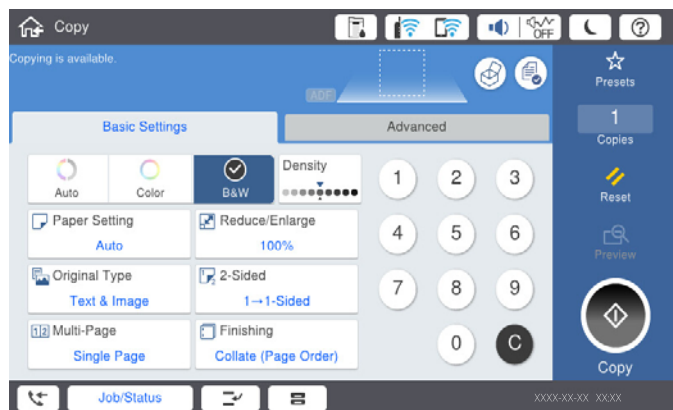 Copy
OFF
Copying is available.
ADF
Presets
1
Copies
Basic Settings
Advanced
Auto
Color
B&W
Density
1
2
3
Reset
Paper Setting
Auto
Reduce/Enlarge
100%
4
5
6
Preview
Original Type
Text & Image
2-Sided
1→1-Sided
7
8
9
1 2 Multi-Page
Single Page
Finishing
Collate (Page Order)
0
C
Copy
Job/Status
XXXX-XX-XX XX:XX